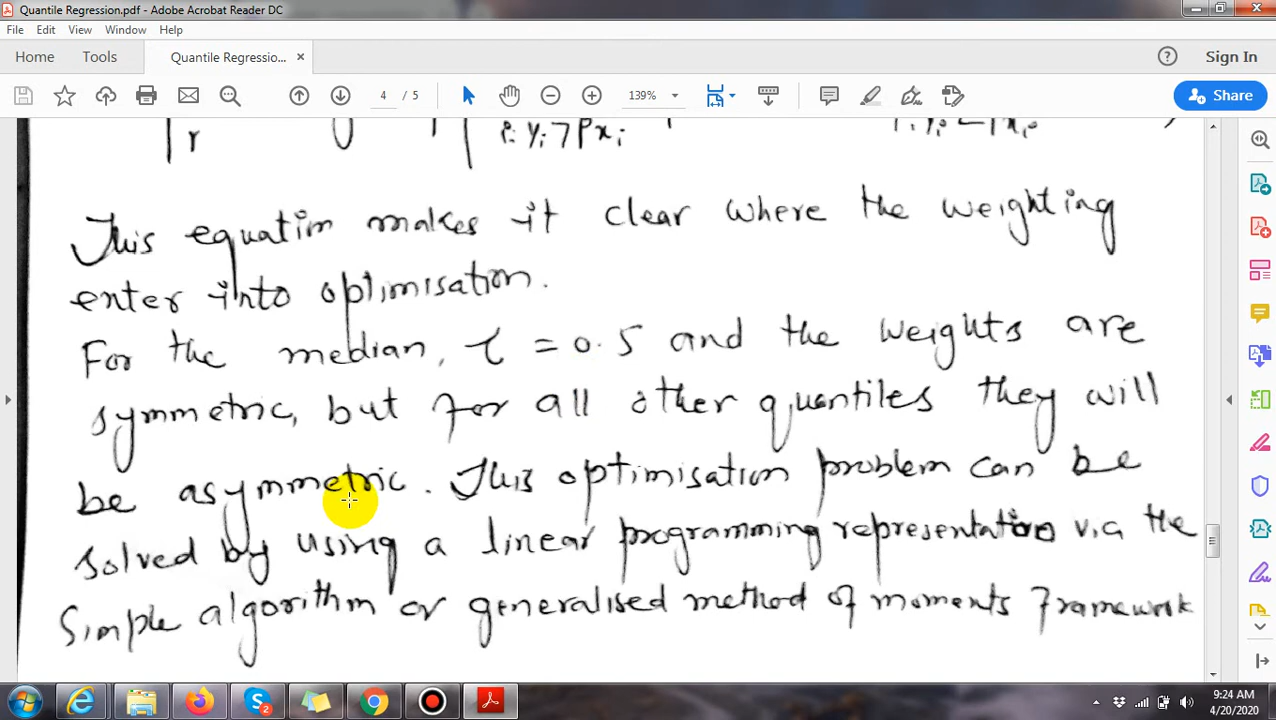 Quantile Regression.pdf - Adobe Acrobat Reader DC
File Edit View Window Help
Home Tools Quantile Regressio... × Sign In
4 / 5 139% Share
i: yi > βxi
This equation makes it clear where the weighting
enter into optimisation.
For the median, τ = 0.5 and the weights are
symmetric, but for all other quantiles they will
be asymmetric. This optimisation problem can be
solved by using a linear programming representation via the
Simple algorithm or generalised method of moments Framework
9:24 AM
4/20/2020